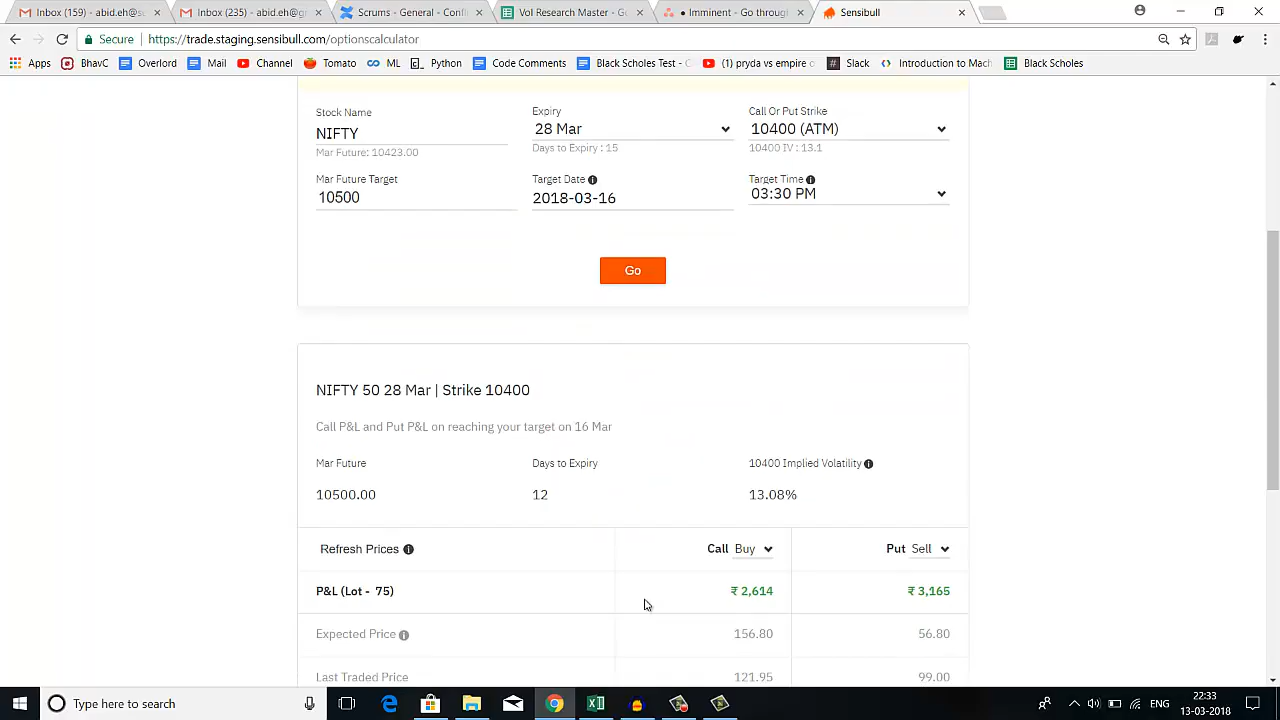 Inbox (159) - abid.eh@s
Inbox (235) - abid.eh@g
Scrums - General - Confl
Vol Research Master - Go
• Imminent - Go through
Sensibull
Secure | https://trade.staging.sensibull.com/optionscalculator
Apps
BhavC
Overlord
Mail
Channel
Tomato
ML
Python
Code Comments
Black Scholes Test - C
(1) pryda vs empire o
Slack
Introduction to Mach
Black Scholes
Stock Name
Expiry
Call Or Put Strike
NIFTY
28 Mar
10400 (ATM)
Mar Future: 10423.00
Days to Expiry : 15
10400 IV : 13.1
Mar Future Target
Target Date
Target Time
10500
2018-03-16
03:30 PM
Go
NIFTY 50 28 Mar | Strike 10400
Call P&L and Put P&L on reaching your target on 16 Mar
Mar Future
Days to Expiry
10400 Implied Volatility
10500.00
12
13.08%
Refresh Prices
Call Buy
Put Sell
P&L (Lot - 75)
₹ 2,614
₹ 3,165
Expected Price
156.80
56.80
Last Traded Price
121.95
99.00
Type here to search
ENG
22:33
13-03-2018